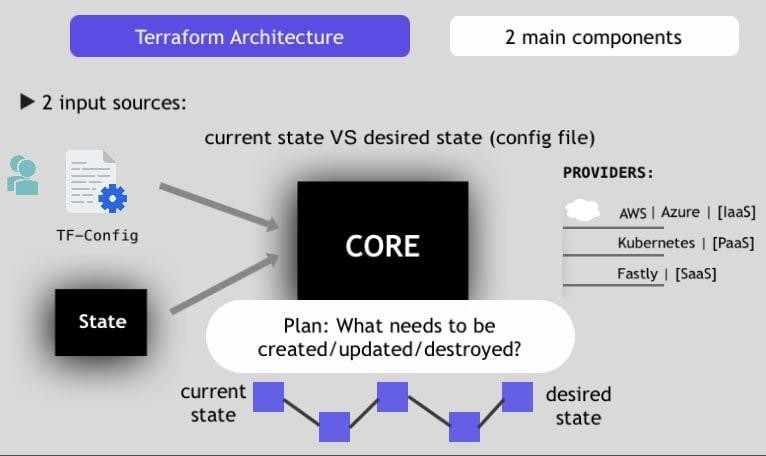 Terraform Architecture
2 main components
▶ 2 input sources:
current state VS desired state (config file)
TF-Config
State
CORE
PROVIDERS:
AWS | Azure | [IaaS]
Kubernetes | [PaaS]
Fastly | [SaaS]
Plan: What needs to be
created/updated/destroyed?
current
state
desired
state